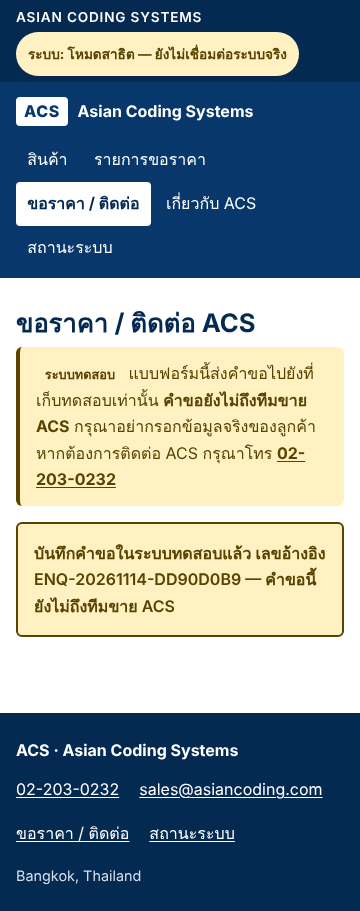 ASIAN CODING SYSTEMS
ระบบ: โหมดสาธิต — ยังไม่เชื่อมต่อระบบจริง
ACS Asian Coding Systems
สินค้า รายการขอราคา
ขอราคา / ติดต่อ เกี่ยวกับ ACS
สถานะระบบ
ขอราคา / ติดต่อ ACS
ระบบทดสอบ แบบฟอร์มนี้ส่งคำขอไปยังที่
เก็บทดสอบเท่านั้น คำขอยังไม่ถึงทีมขาย
ACS กรุณาอย่ากรอกข้อมูลจริงของลูกค้า
หากต้องการติดต่อ ACS กรุณาโทร 02-
203-0232
บันทึกคำขอในระบบทดสอบแล้ว เลขอ้างอิง
ENQ-20261114-DD90D0B9 — คำขอนี้
ยังไม่ถึงทีมขาย ACS
ACS · Asian Coding Systems
02-203-0232 sales@asiancoding.com
ขอราคา / ติดต่อ สถานะระบบ
Bangkok, Thailand